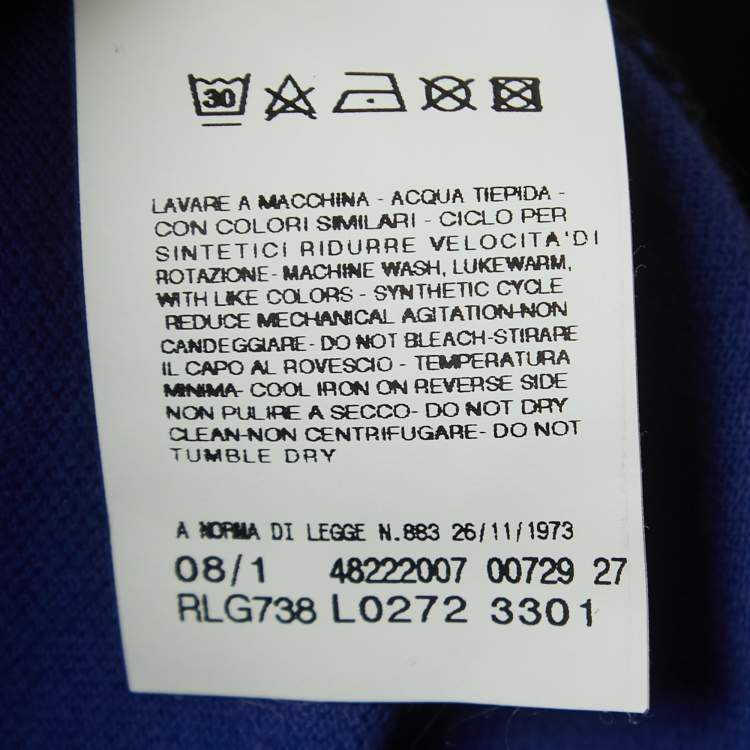 30
LAVARE A MACCHINA - ACQUA TIEPIDA -
CON COLORI SIMILARI - CICLO PER
SINTETICI RIDURRE VELOCITA'DI
ROTAZIONE- MACHINE WASH, LUKEWARM,
WITH LIKE COLORS - SYNTHETIC CYCLE
REDUCE MECHANICAL AGITATION-NON
CANDEGGIARE- DO NOT BLEACH-STIRARE
IL CAPO AL ROVESCIO - TEMPERATURA
MINIMA- COOL IRON ON REVERSE SIDE
NON PULIRE A SECCO- DO NOT DRY
CLEAN-NON CENTRIFUGARE- DO NOT
TUMBLE DRY
A NORMA DI LEGGE N.883 26/11/1973
08/1 48222007 00729 27
RLG738 L0272 3301